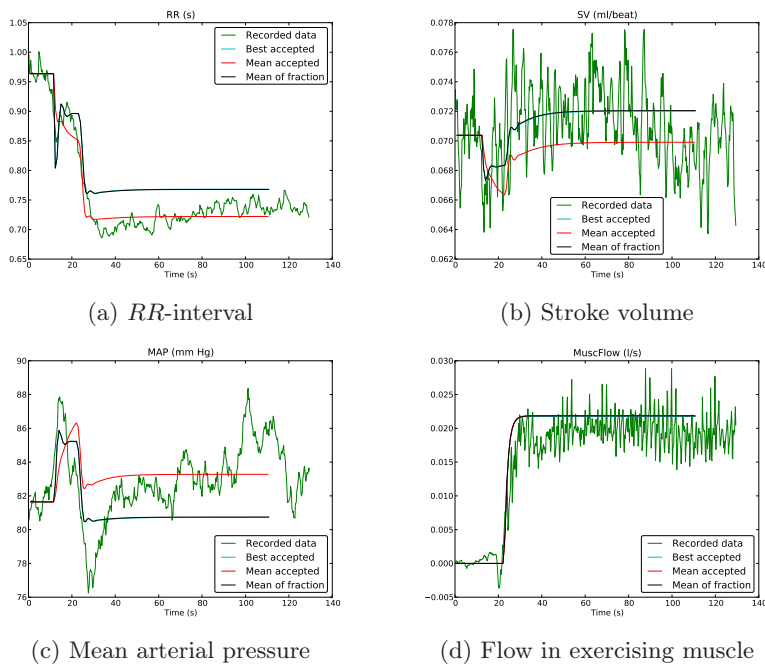 RR (s)
1.05
1.00
0.95
0.90
0.85
0.80
0.75
0.70
0.65
0 20 40 60 80 100 120 140
Time (s)
Recorded data
Best accepted
Mean accepted
Mean of fraction
(a) RR-interval
SV (ml/beat)
0.078
0.076
0.074
0.072
0.070
0.068
0.066
0.064
0.062
0 20 40 60 80 100 120 140
Time (s)
Recorded data
Best accepted
Mean accepted
Mean of fraction
(b) Stroke volume
MAP (mm Hg)
90
88
86
84
82
80
78
76
0 20 40 60 80 100 120 140
Time (s)
Recorded data
Best accepted
Mean accepted
Mean of fraction
(c) Mean arterial pressure
MuscFlow (l/s)
0.030
0.025
0.020
0.015
0.010
0.005
0.000
−0.005
0 20 40 60 80 100 120 140
Time (s)
Recorded data
Best accepted
Mean accepted
Mean of fraction
(d) Flow in exercising muscle